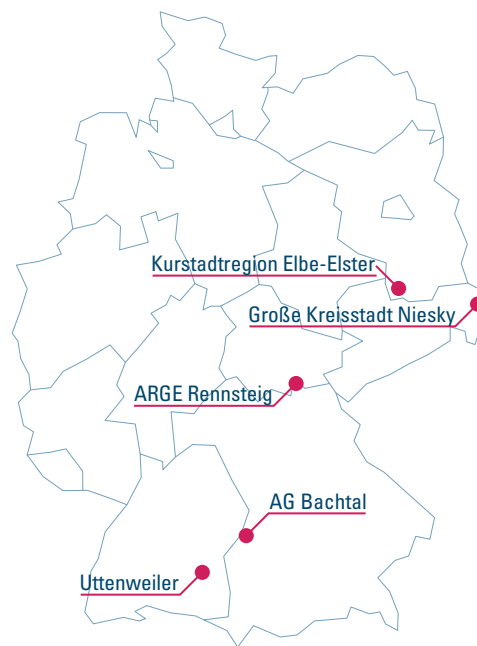 Kurstadtregion Elbe-Elster
Große Kreisstadt Niesky
ARGE Rennsteig
AG Bachtal
Uttenweiler